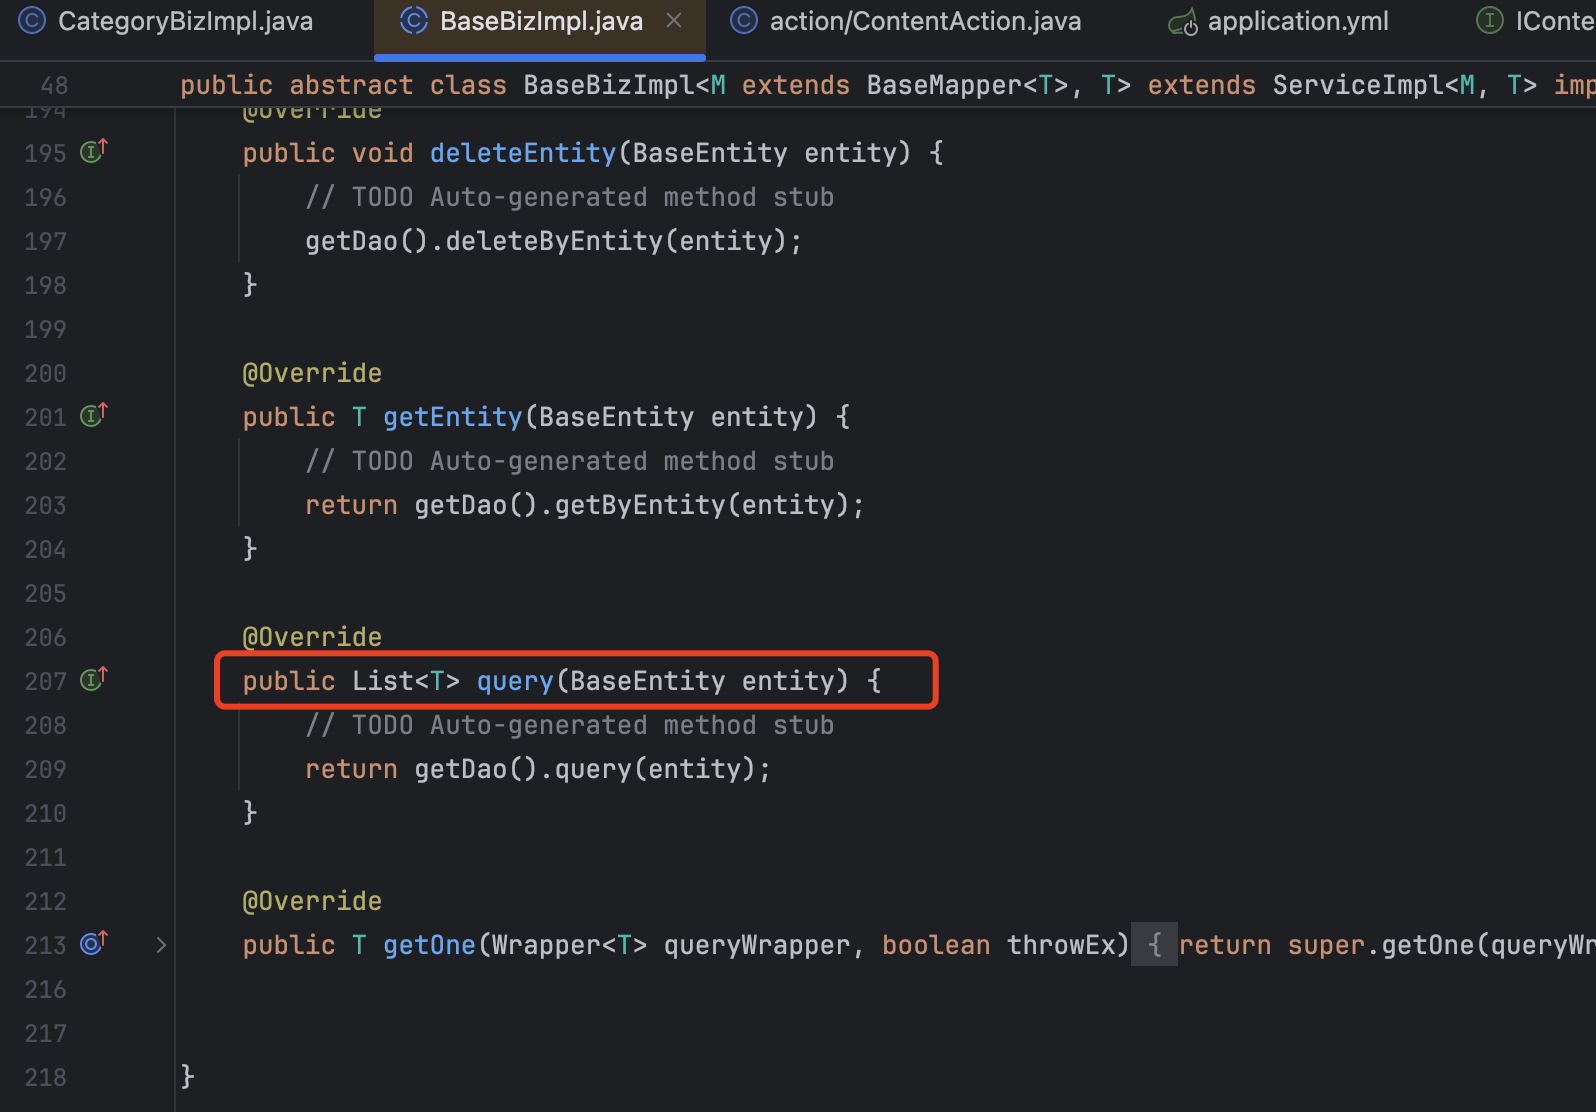 CategoryBizImpl.java BaseBizImpl.java action/ContentAction.java application.yml
48 public abstract class BaseBizImpl<M extends BaseMapper<T>, T> extends ServiceImpl<M, T>
194 @Override
195 public void deleteEntity(BaseEntity entity) {
196 // TODO Auto-generated method stub
197 getDao().deleteByEntity(entity);
198 }
199
200 @Override
201 public T getEntity(BaseEntity entity) {
202 // TODO Auto-generated method stub
203 return getDao().getByEntity(entity);
204 }
205
206 @Override
207 public List<T> query(BaseEntity entity) {
208 // TODO Auto-generated method stub
209 return getDao().query(entity);
210 }
211
212 @Override
213 public T getOne(Wrapper<T> queryWrapper, boolean throwEx) { return super.getOne(
216
217
218 }